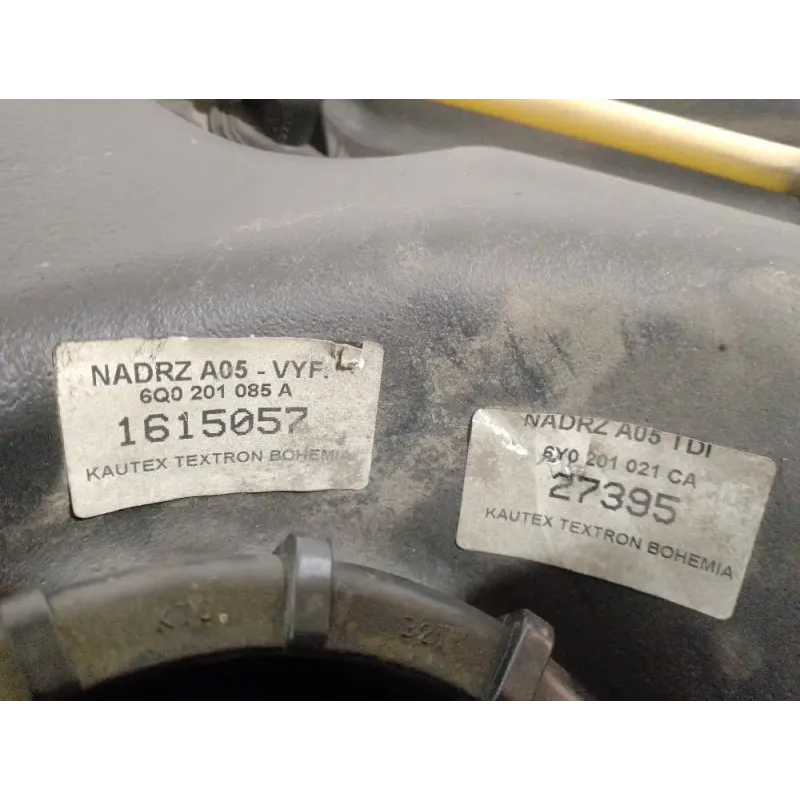 NADRZ A05 - VYF.
6Q0 201 085 A
1615057
KAUTEX TEXTRON BOHEMIA
NADRZ A05 TDI
6Y0 201 021 CA
27395
KAUTEX TEXTRON BOHEMIA